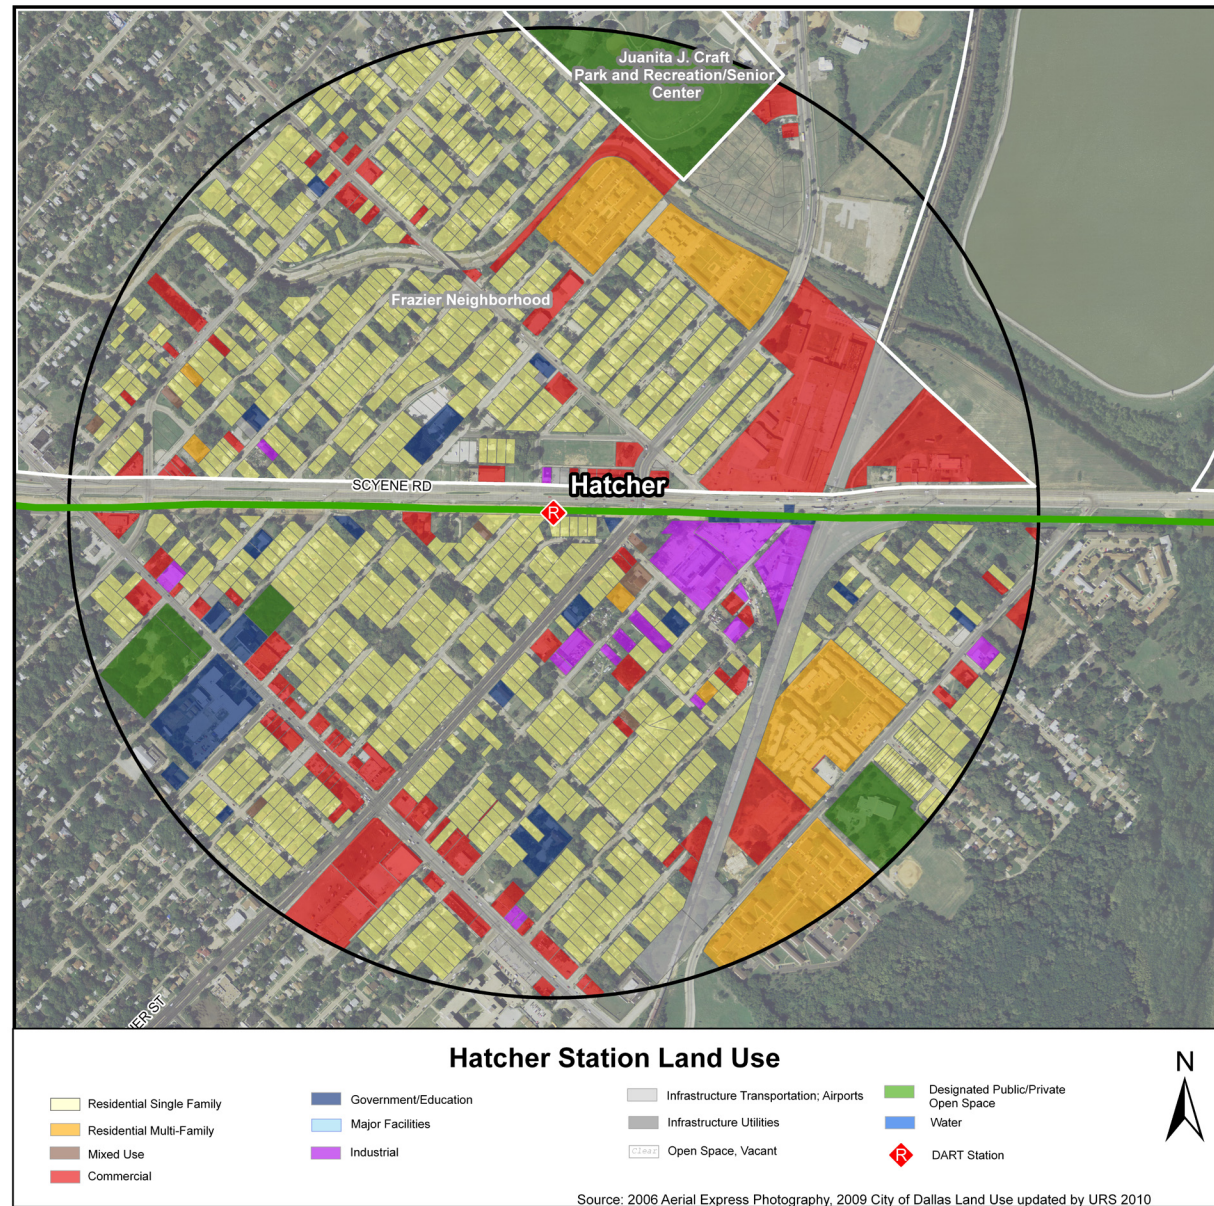 Juanita J. Craft
Park and Recreation/Senior
Center
Frazier Neighborhood
Hatcher
SCYENE RD
R
ER ST
Hatcher Station Land Use
N
Residential Single Family
Residential Multi-Family
Mixed Use
Commercial
Government/Education
Major Facilities
Industrial
Infrastructure Transportation; Airports
Infrastructure Utilities
Clear
Open Space, Vacant
Designated Public/Private
Open Space
Water
R
DART Station
Source: 2006 Aerial Express Photography, 2009 City of Dallas Land Use updated by URS 2010